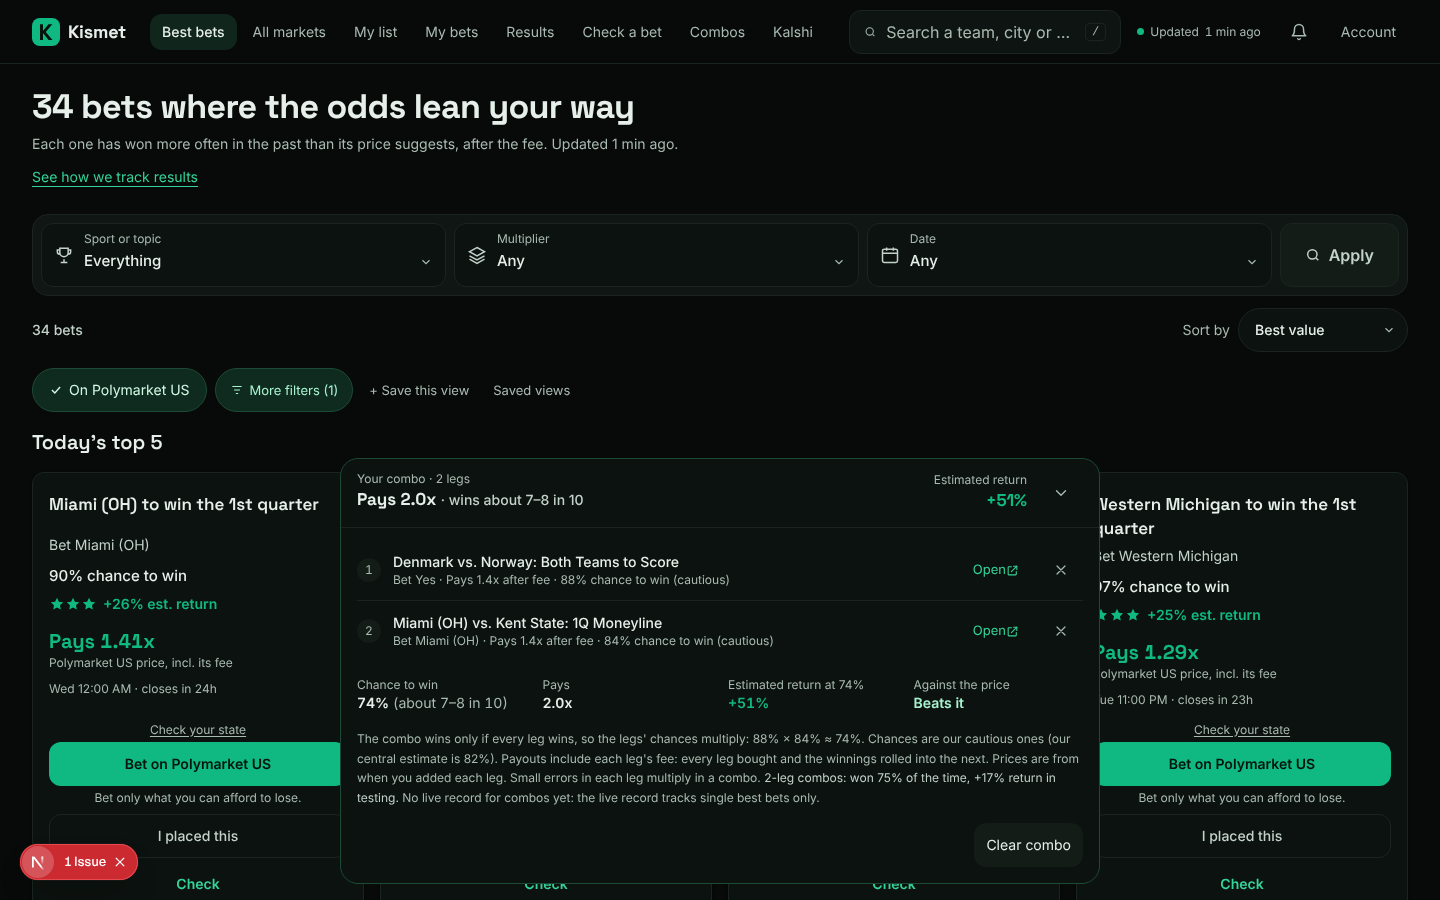 Kismet
Best bets
All markets
My list
My bets
Results
Check a bet
Combos
Kalshi
Search a team, city or ...
/
Updated 1 min ago
Account
34 bets where the odds lean your way
Each one has won more often in the past than its price suggests, after the fee. Updated 1 min ago.
See how we track results
Sport or topic
Everything
Multiplier
Any
Date
Any
Apply
34 bets
Sort by
Best value
On Polymarket US
More filters (1)
+ Save this view
Saved views
Today's top 5
Miami (OH) to win the 1st quarter
Bet Miami (OH)
90% chance to win
+26% est. return
Pays 1.41x
Polymarket US price, incl. its fee
Wed 12:00 AM · closes in 24h
Check your state
Bet on Polymarket US
Bet only what you can afford to lose.
I placed this
Check
Your combo · 2 legs
Pays 2.0x · wins about 7–8 in 10
Estimated return
+51%
1
Denmark vs. Norway: Both Teams to Score
Bet Yes · Pays 1.4x after fee · 88% chance to win (cautious)
Open
2
Miami (OH) vs. Kent State: 1Q Moneyline
Bet Miami (OH) · Pays 1.4x after fee · 84% chance to win (cautious)
Open
Chance to win
74% (about 7–8 in 10)
Pays
2.0x
Estimated return at 74%
+51%
Against the price
Beats it
The combo wins only if every leg wins, so the legs' chances multiply: 88% × 84% ≈ 74%. Chances are our cautious ones (our
central estimate is 82%). Payouts include each leg's fee: every leg bought and the winnings rolled into the next. Prices are from
when you added each leg. Small errors in each leg multiply in a combo. 2-leg combos: won 75% of the time, +17% return in
testing. No live record for combos yet: the live record tracks single best bets only.
Clear combo
Check
Check
Western Michigan to win the 1st
quarter
Bet Western Michigan
97% chance to win
+25% est. return
Pays 1.29x
Polymarket US price, incl. its fee
Tue 11:00 PM · closes in 23h
Check your state
Bet on Polymarket US
Bet only what you can afford to lose.
I placed this
Check
1 Issue